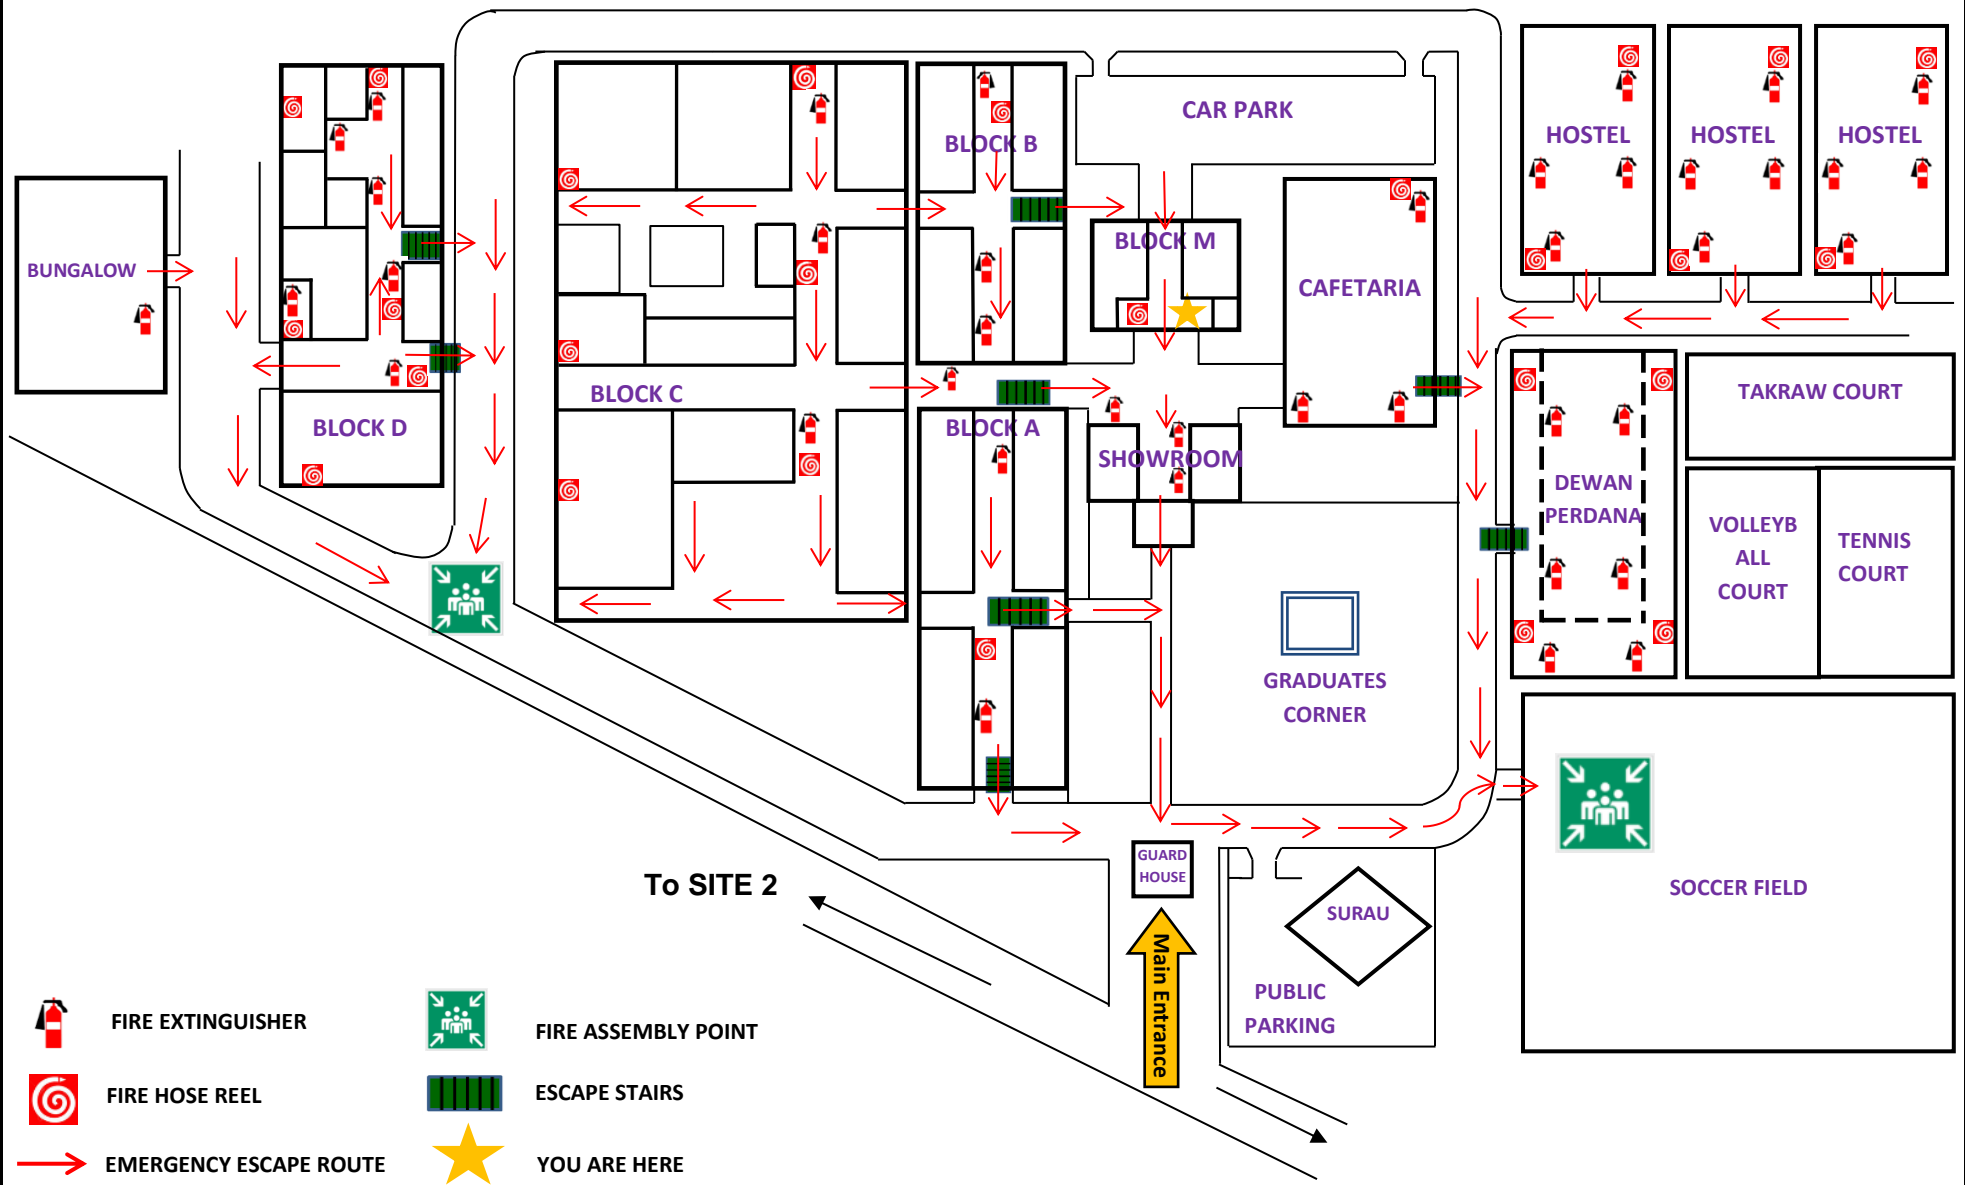 CAR PARK
HOSTEL
HOSTEL
HOSTEL
BLOCK B
BLOCK M
BUNGALOW
CAFETARIA
BLOCK C
TAKRAW COURT
BLOCK D
BLOCK A
SHOWROOM
DEWAN
PERDANA
VOLLEYB
ALL
COURT
TENNIS
COURT
GRADUATES
CORNER
GUARD
HOUSE
To SITE 2
SOCCER FIELD
SURAU
Main Entrance
PUBLIC
PARKING
FIRE EXTINGUISHER
FIRE ASSEMBLY POINT
FIRE HOSE REEL
ESCAPE STAIRS
EMERGENCY ESCAPE ROUTE
YOU ARE HERE